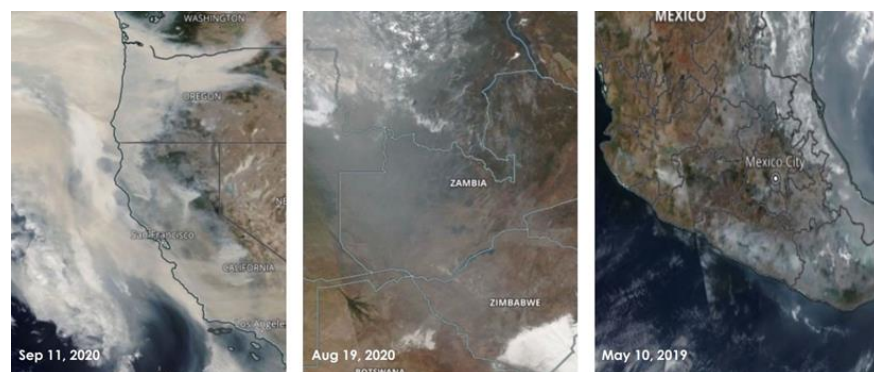 WASHINGTON
OREGON
San Francisco
CALIFORNIA
Los Angeles
Sep 11, 2020
ZAMBIA
ZIMBABWE
BOTSWANA
Aug 19, 2020
MEXICO
Mexico City
May 10, 2019